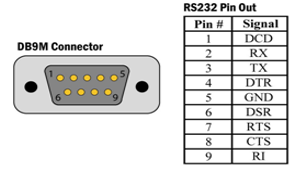 RS232 Pin Out
DB9M Connector
1 5
6 9
Pin # Signal
1 DCD
2 RX
3 TX
4 DTR
5 GND
6 DSR
7 RTS
8 CTS
9 RI